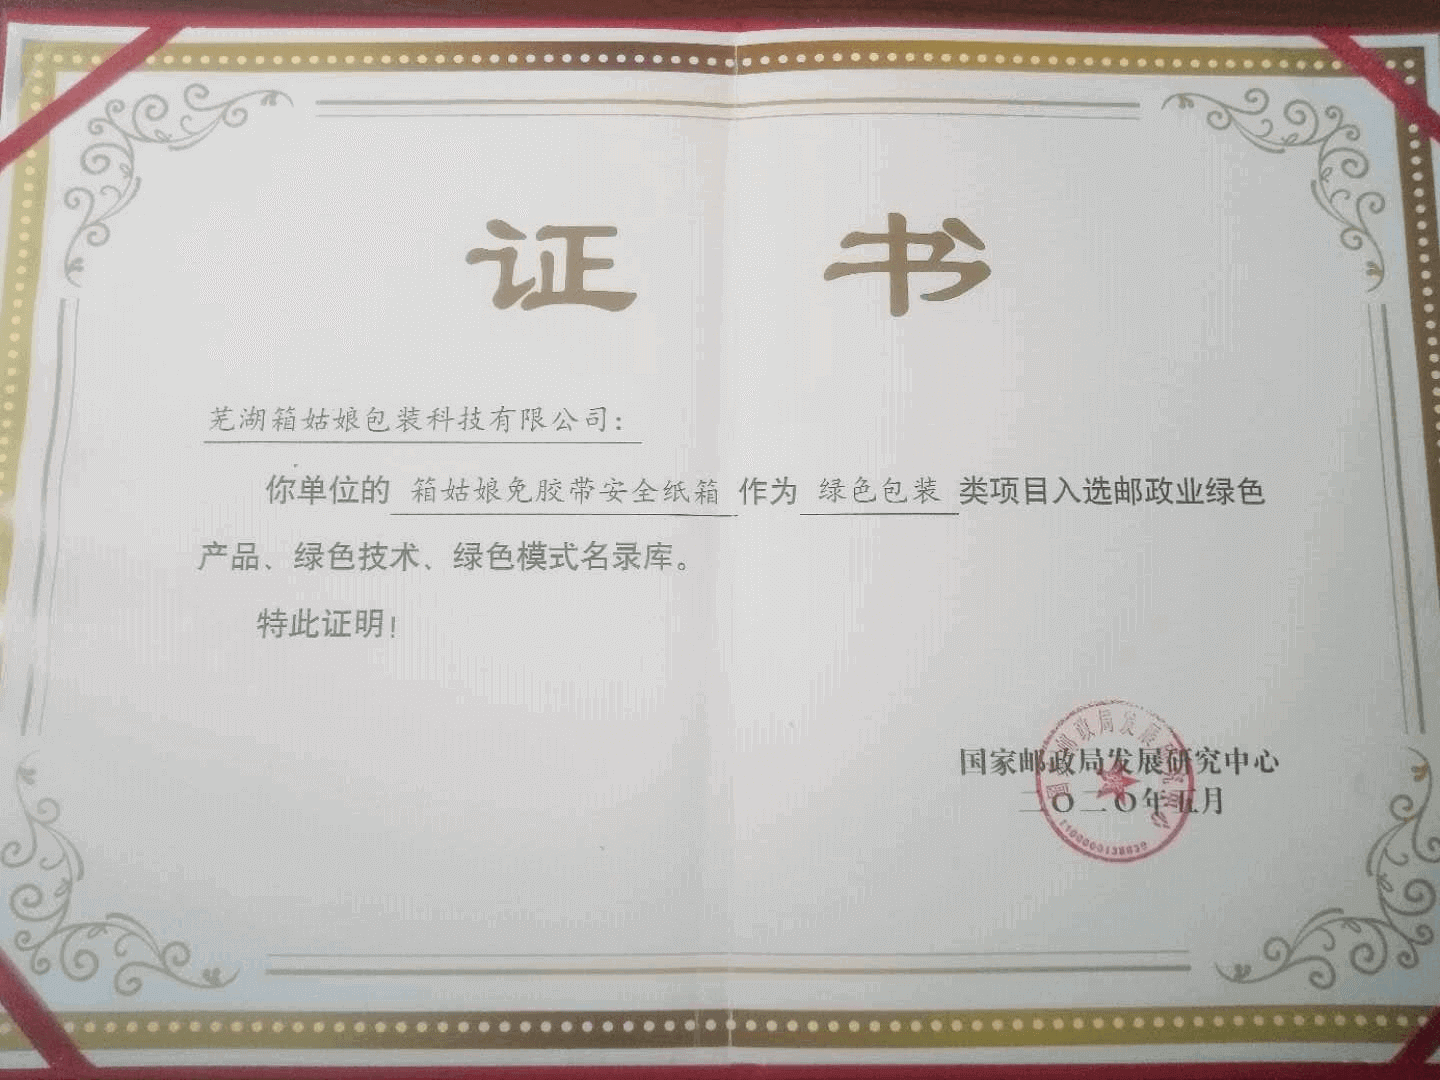 证 书
芜湖箱姑娘包装科技有限公司:
你单位的 箱姑娘免胶带安全纸箱 作为 绿色包装 类项目入选邮政业绿色
产品、绿色技术、绿色模式名录库。
特此证明!
国家邮政局发展研究中心
二〇二〇年五月